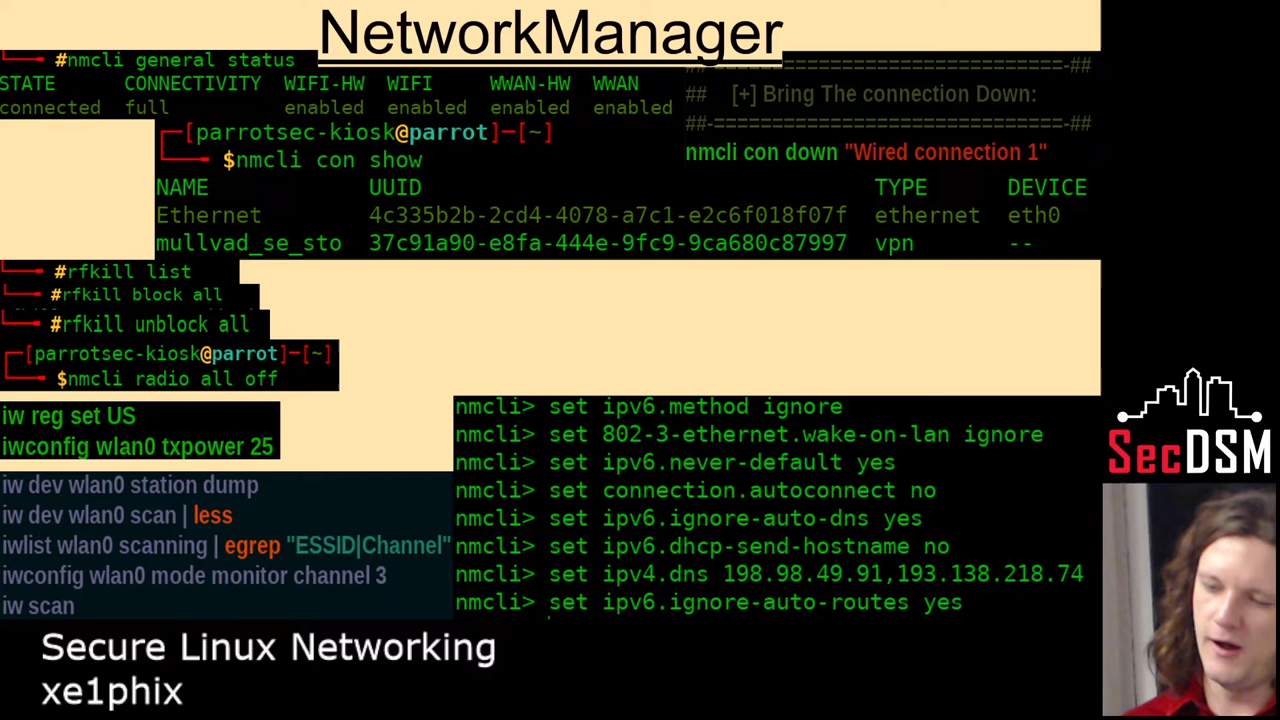 NetworkManager
#nmcli general status
STATE CONNECTIVITY WIFI-HW WIFI WWAN-HW WWAN
connected full enabled enabled enabled enabled
##-==============================-##
## [+] Bring The connection Down:
##-==============================-##
nmcli con down "Wired connection 1"
[parrotsec-kiosk@parrot]─[~]
$nmcli con show
NAME UUID TYPE DEVICE
Ethernet 4c335b2b-2cd4-4078-a7c1-e2c6f018f07f ethernet eth0
mullvad_se_sto 37c91a90-e8fa-444e-9fc9-9ca680c87997 vpn --
#rfkill list
#rfkill block all
#rfkill unblock all
[parrotsec-kiosk@parrot]─[~]
$nmcli radio all off
iw reg set US
iwconfig wlan0 txpower 25
iw dev wlan0 station dump
iw dev wlan0 scan | less
iwlist wlan0 scanning | egrep "ESSID|Channel"
iwconfig wlan0 mode monitor channel 3
iw scan
nmcli> set ipv6.method ignore
nmcli> set 802-3-ethernet.wake-on-lan ignore
nmcli> set ipv6.never-default yes
nmcli> set connection.autoconnect no
nmcli> set ipv6.ignore-auto-dns yes
nmcli> set ipv6.dhcp-send-hostname no
nmcli> set ipv4.dns 198.98.49.91,193.138.218.74
nmcli> set ipv6.ignore-auto-routes yes
SecDSM
Secure Linux Networking
xe1phix